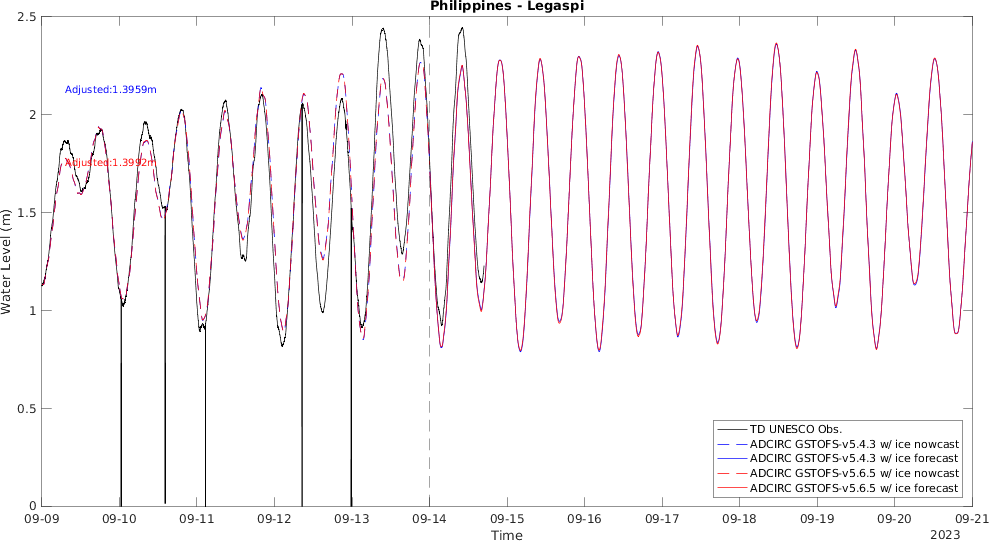 Philippines - Legaspi
2.5
2
1.5
1
0.5
0
Water Level (m)
Adjusted:1.3959m
Adjusted:1.3992m
TD UNESCO Obs.
ADCIRC GSTOFS-v5.4.3 w/ ice nowcast
ADCIRC GSTOFS-v5.4.3 w/ ice forecast
ADCIRC GSTOFS-v5.6.5 w/ ice nowcast
ADCIRC GSTOFS-v5.6.5 w/ ice forecast
09-09 09-10 09-11 09-12 09-13 09-14 09-15 09-16 09-17 09-18 09-19 09-20 09-21
Time
2023